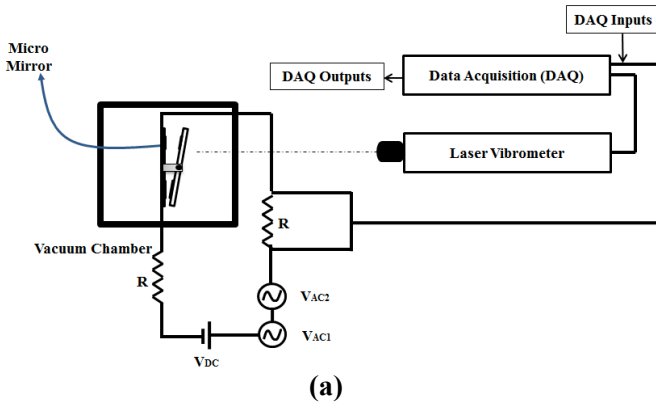 DAQ Inputs
Micro
Mirror
DAQ Outputs
Data Acquisition (DAQ)
Laser Vibrometer
Vacuum Chamber
R
R
VAC2
VAC1
VDC
(a)